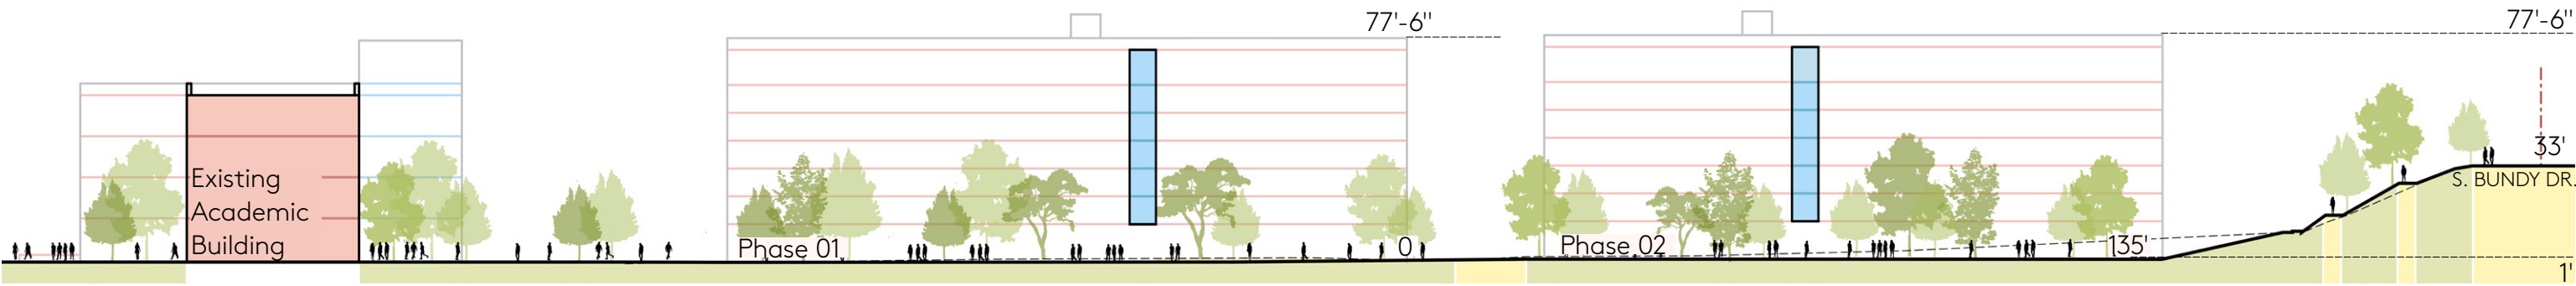 77'-6"
77'-6"
33'
S. BUNDY DR.
Existing
Academic
Building
Phase 01
0
Phase 02
135'
1'